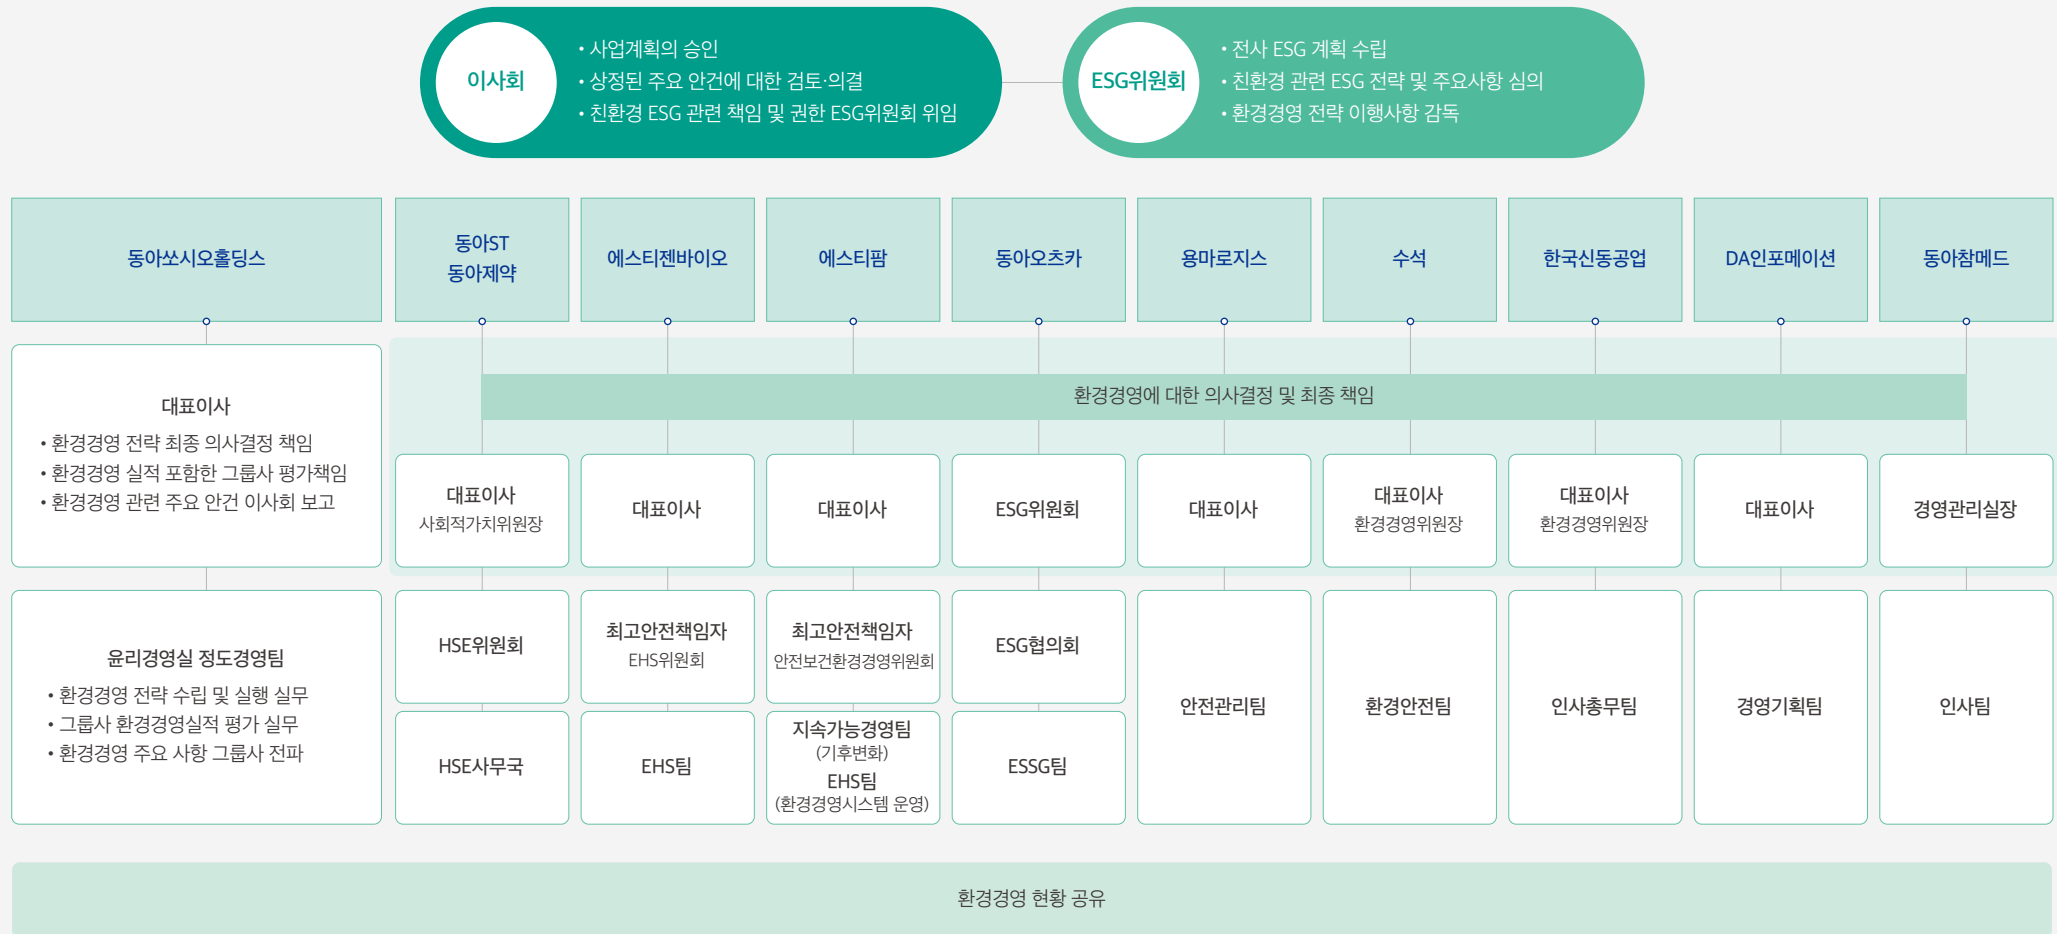 이사회
• 사업계획의 승인
• 상정된 주요 안건에 대한 검토·의결
• 친환경 ESG 관련 책임 및 권한 ESG위원회 위임
ESG위원회
• 전사 ESG 계획 수립
• 친환경 관련 ESG 전략 및 주요사항 심의
• 환경경영 전략 이행사항 감독
동아쏘시오홀딩스
동아ST
동아제약
에스티젠바이오
에스티팜
동아오츠카
용마로지스
수석
한국신동공업
DA인포메이션
동아참메드
대표이사
• 환경경영 전략 최종 의사결정 책임
• 환경경영 실적 포함한 그룹사 평가책임
• 환경경영 관련 주요 안건 이사회 보고
환경경영에 대한 의사결정 및 최종 책임
대표이사
사회적가치위원장
대표이사
대표이사
ESG위원회
대표이사
대표이사
환경경영위원장
대표이사
환경경영위원장
대표이사
경영관리실장
윤리경영실 정도경영팀
• 환경경영 전략 수립 및 실행 실무
• 그룹사 환경경영실적 평가 실무
• 환경경영 주요 사항 그룹사 전파
HSE위원회
최고안전책임자
EHS위원회
최고안전책임자
안전보건환경경영위원회
ESG협의회
안전관리팀
환경안전팀
인사총무팀
경영기획팀
인사팀
HSE사무국
EHS팀
지속가능경영팀
(기후변화)
EHS팀
(환경경영시스템 운영)
ESSG팀
환경경영 현황 공유